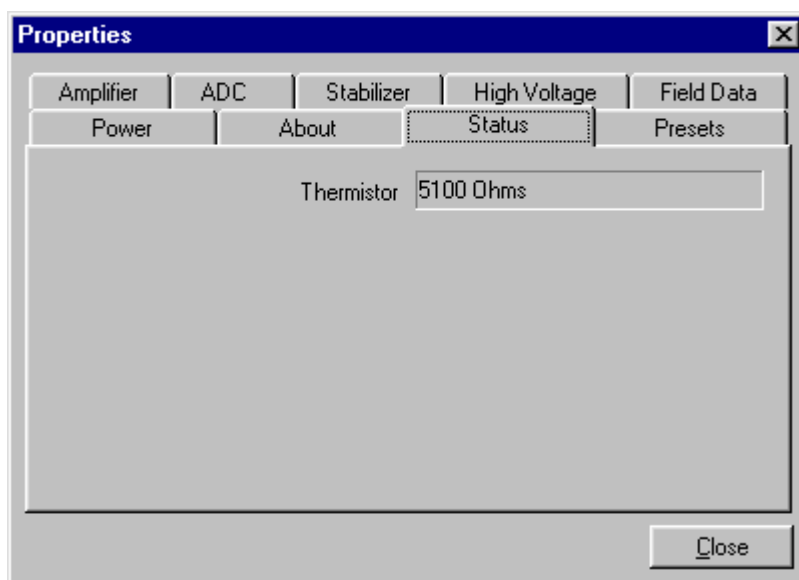 Properties
Amplifier ADC Stabilizer High Voltage Field Data
Power About Status Presets
Thermistor 5100 Ohms
Close